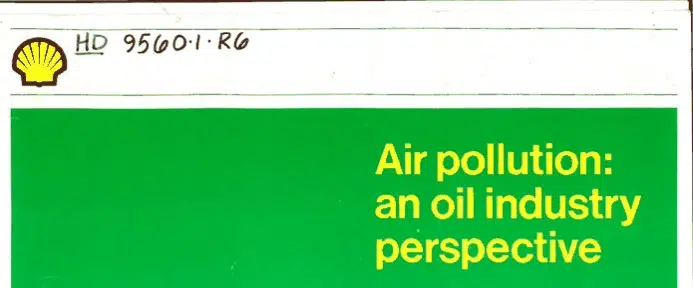 HD 9560.1.R6
Air pollution:
an oil industry
perspective